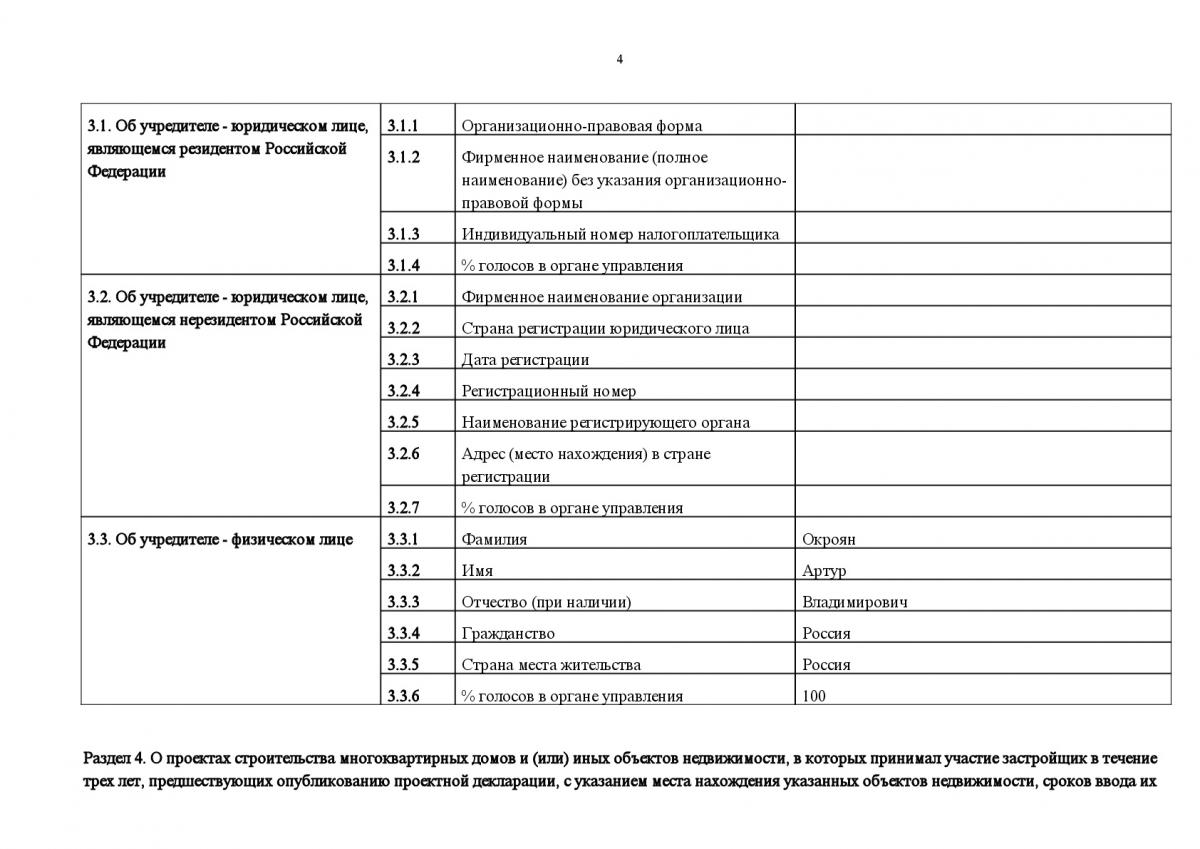 4
3.1. Об учредителе - юридическом лице,
являющемся резидентом Российской
Федерации
3.1.1
Организационно-правовая форма
3.1.2
Фирменное наименование (полное
наименование) без указания организационно-
правовой формы
3.1.3
Индивидуальный номер налогоплательщика
3.1.4
% голосов в органе управления
3.2. Об учредителе - юридическом лице,
являющемся нерезидентом Российской
Федерации
3.2.1
Фирменное наименование организации
3.2.2
Страна регистрации юридического лица
3.2.3
Дата регистрации
3.2.4
Регистрационный номер
3.2.5
Наименование регистрирующего органа
3.2.6
Адрес (место нахождения) в стране
регистрации
3.2.7
% голосов в органе управления
3.3. Об учредителе - физическом лице
3.3.1
Фамилия
Окроян
3.3.2
Имя
Артур
3.3.3
Отчество (при наличии)
Владимирович
3.3.4
Гражданство
Россия
3.3.5
Страна места жительства
Россия
3.3.6
% голосов в органе управления
100
Раздел 4. О проектах строительства многоквартирных домов и (или) иных объектов недвижимости, в которых принимал участие застройщик в течение
трех лет, предшествующих опубликованию проектной декларации, с указанием места нахождения указанных объектов недвижимости, сроков ввода их